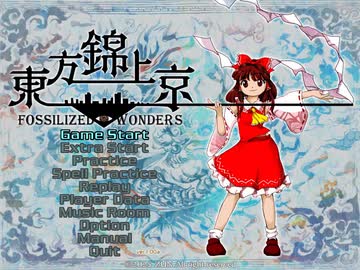 東方錦上京
FOSSILIZED WONDERS
Game Start
Extra Start
Practice
Spell Practice
Replay
Player Data
Music Room
Option
Manual
Quit